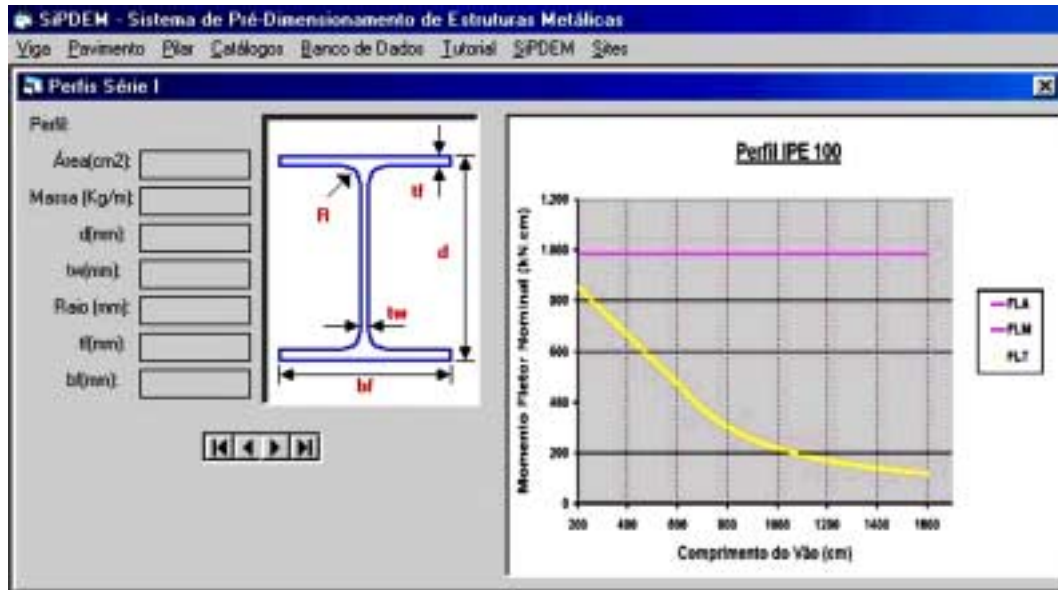 SiPDEM - Sistema de Pré-Dimensionamento de Estruturas Metálicas
Viga Pavimento Pilar Catálogos Banco de Dados Tutorial SiPDEM Sites
Perfis Série I
Perfil:
Área(cm2):
Massa (Kg/m):
d(mm):
tw(mm):
Raio (mm):
tf(mm):
bf(mm):
R
tf
d
tw
bf
Perfil IPE 100
Momento Fletor Nominal (kN.cm)
1.200
1.000
800
600
400
200
0
200 400 600 800 1000 1200 1400 1600
Comprimento do Vão (cm)
FLA
FLM
FLT